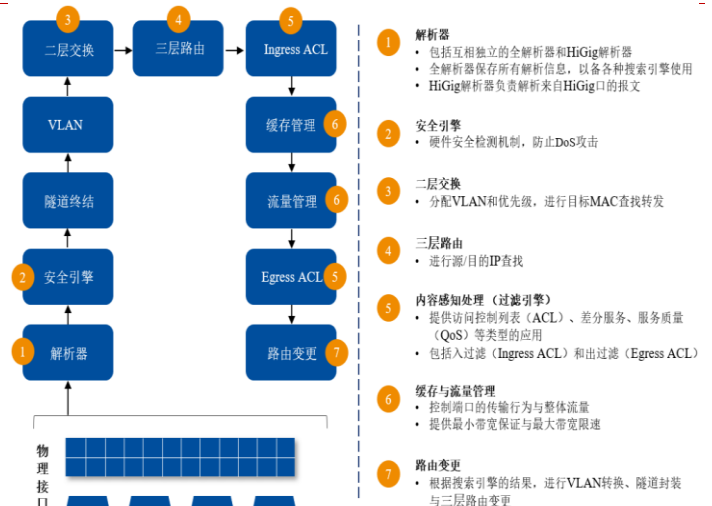 3
4
5
二层交换
三层路由
Ingress ACL
VLAN
缓存管理
6
隧道终结
流量管理
6
2
安全引擎
Egress ACL
5
1
解析器
路由变更
7
物
理
接
口
1
解析器
• 包括互相独立的全解析器和HiGig解析器
• 全解析器保存所有解析信息，以备各种搜索引擎使用
• HiGig解析器负责解析来自HiGig口的报文
2
安全引擎
• 硬件安全检测机制，防止DoS攻击
3
二层交换
• 分配VLAN和优先级，进行目标MAC查找转发
4
三层路由
• 进行源/目的IP查找
5
内容感知处理 （过滤引擎）
• 提供访问控制列表（ACL）、差分服务、服务质量
（QoS）等类型的应用
• 包括入过滤（Ingress ACL）和出过滤（Egress ACL）
6
缓存与流量管理
• 控制端口的传输行为与整体流量
• 提供最小带宽保证与最大带宽限速
7
路由变更
• 根据搜索引擎的结果，进行VLAN转换、隧道封装
与三层路由变更